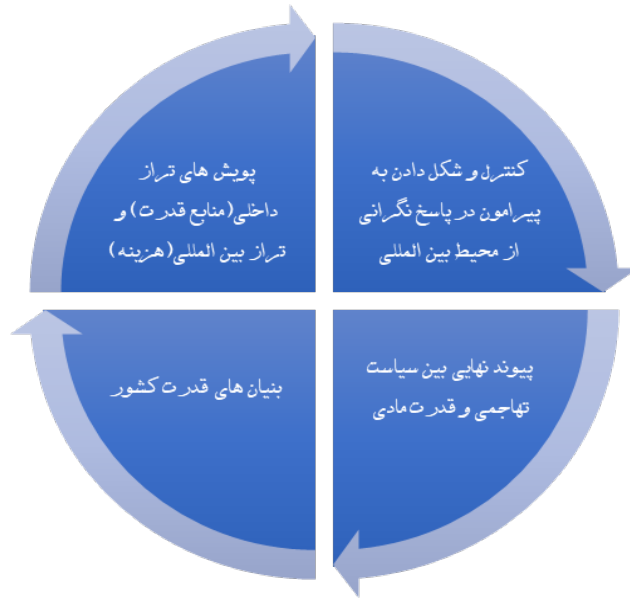 کنترل و شکل دادن به
پیرامون در پاسخ نگرانی
از محیط بین المللی
پویش های تراز
داخلی(منابع قدرت) و
تراز بین المللی(هزینه)
پیوند نهایی بین سیاست
تهاجمی و قدرت مادی
بنیان های قدرت کشور